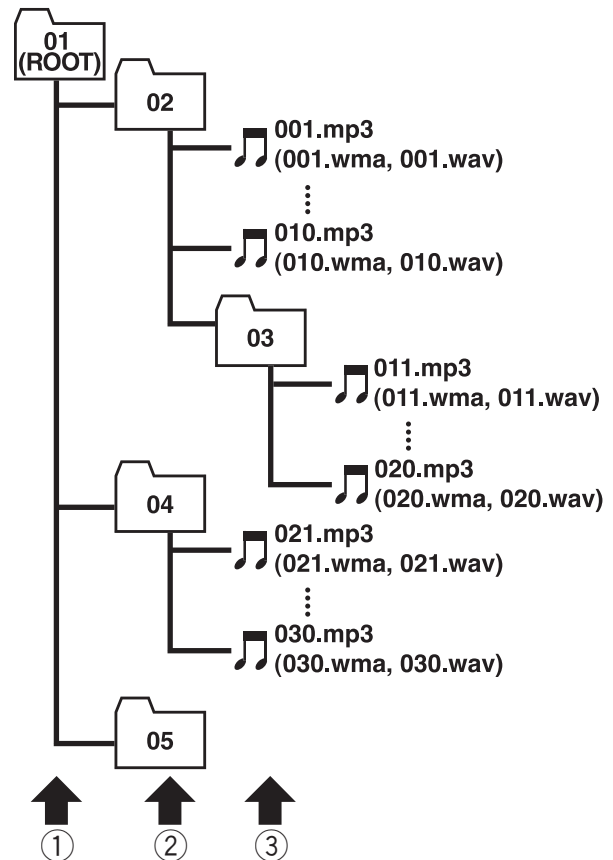 01
(ROOT)
02
001.mp3
(001.wma, 001.wav)
010.mp3
(010.wma, 010.wav)
03
011.mp3
(011.wma, 011.wav)
020.mp3
(020.wma, 020.wav)
04
021.mp3
(021.wma, 021.wav)
030.mp3
(030.wma, 030.wav)
05
① ② ③